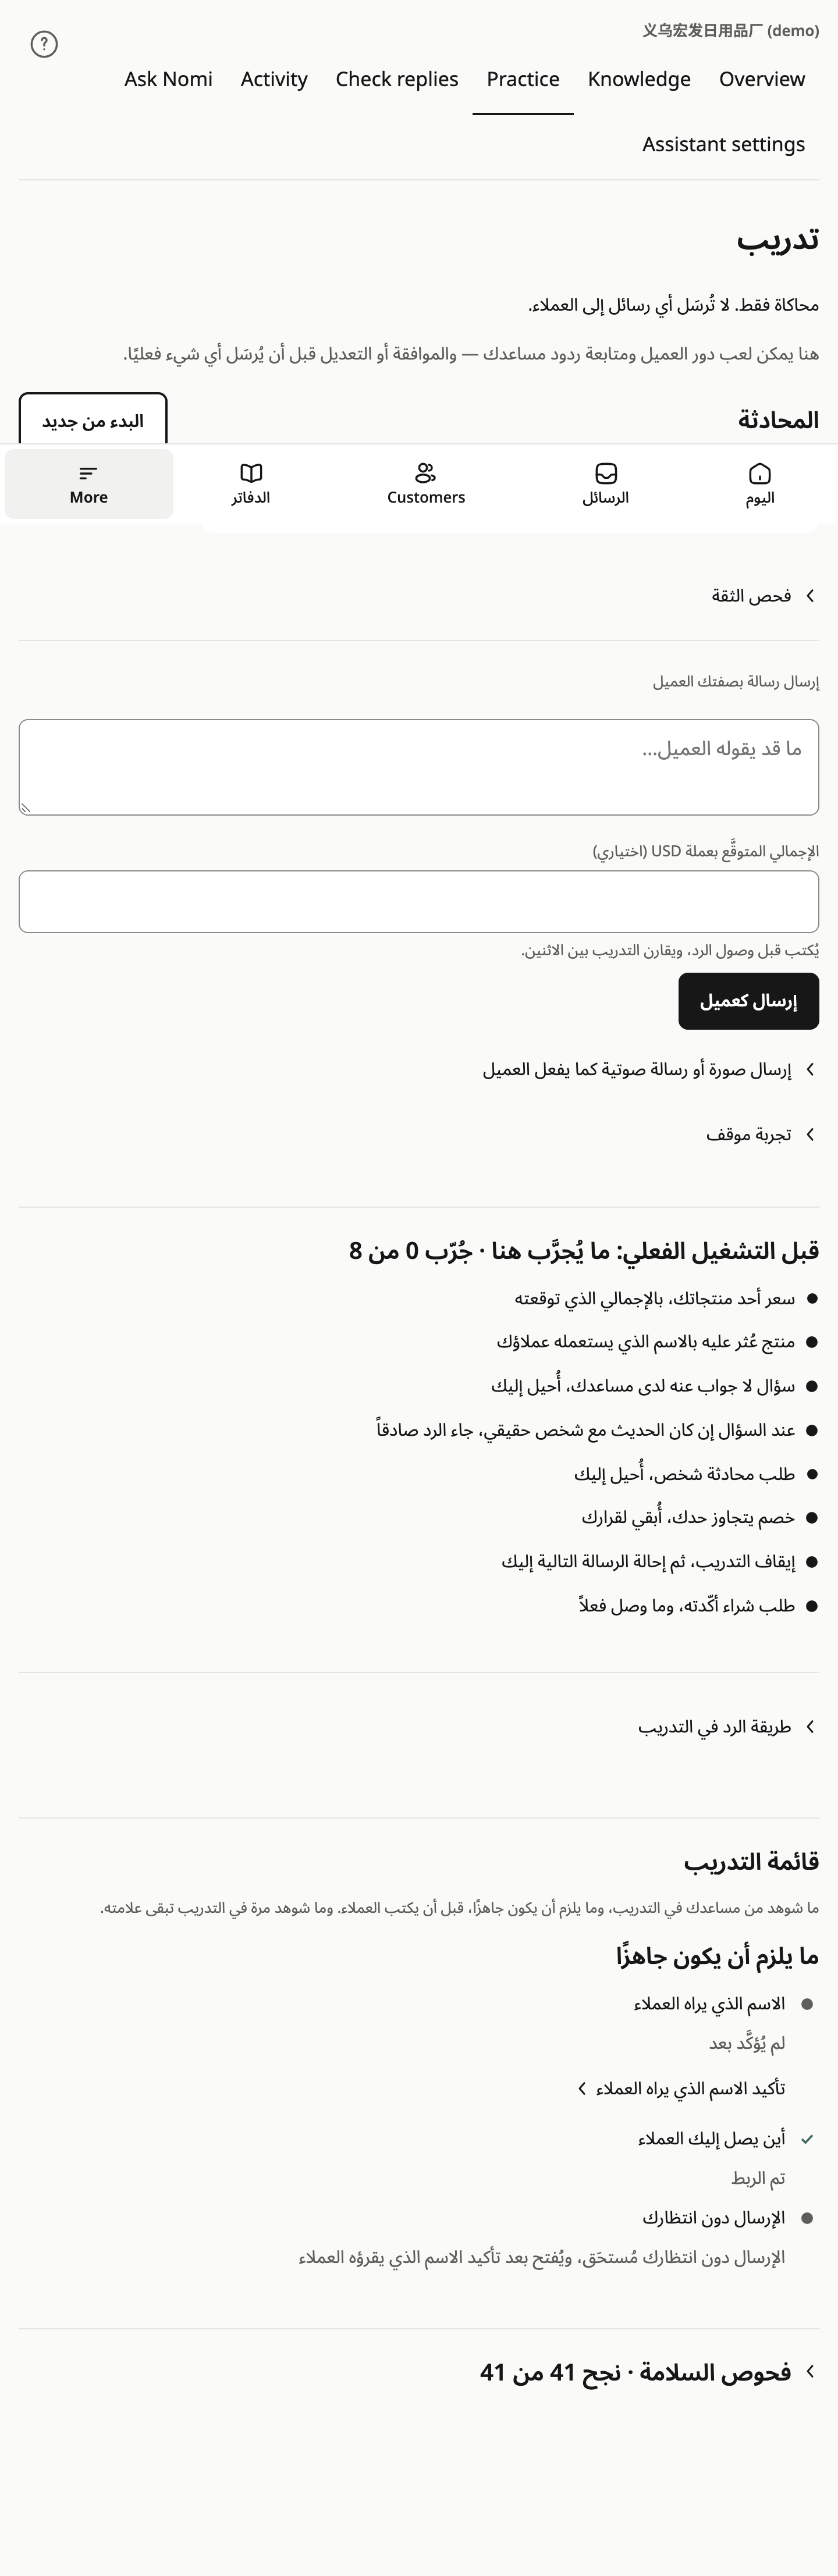 义乌宏发日用品厂 (demo)
Overview
Knowledge
Practice
Check replies
Activity
Ask Nomi
Assistant settings
تدريب
محاكاة فقط. لا تُرسَل أي رسائل إلى العملاء.
هنا يمكن لعب دور العميل ومتابعة ردود مساعدك — والموافقة أو التعديل قبل أن يُرسَل أي شيء فعليًا.
المحادثة
البدء من جديد
اليوم
الرسائل
Customers
الدفاتر
More
فحص الثقة
إرسال رسالة بصفتك العميل
ما قد يقوله العميل...
الإجمالي المتوقَّع بعملة USD (اختياري)
يُكتب قبل وصول الرد، ويقارن التدريب بين الاثنين.
إرسال كعميل
إرسال صورة أو رسالة صوتية كما يفعل العميل
تجربة موقف
قبل التشغيل الفعلي: ما يُجرَّب هنا · جُرّب 0 من 8
سعر أحد منتجاتك، بالإجمالي الذي توقعته
منتج عُثر عليه بالاسم الذي يستعمله عملاؤك
سؤال لا جواب عنه لدى مساعدك، أُحيل إليك
عند السؤال إن كان الحديث مع شخص حقيقي، جاء الرد صادقاً
طلب محادثة شخص، أُحيل إليك
خصم يتجاوز حدك، أُبقي لقرارك
إيقاف التدريب، ثم إحالة الرسالة التالية إليك
طلب شراء أكّدته، وما وصل فعلاً
طريقة الرد في التدريب
قائمة التدريب
ما شوهد من مساعدك في التدريب، وما يلزم أن يكون جاهزًا، قبل أن يكتب العملاء. وما شوهد مرة في التدريب تبقى علامته.
ما يلزم أن يكون جاهزًا
الاسم الذي يراه العملاء
لم يُؤكَّد بعد
تأكيد الاسم الذي يراه العملاء
أين يصل إليك العملاء
تم الربط
الإرسال دون انتظارك
الإرسال دون انتظارك مُستحَق، ويُفتح بعد تأكيد الاسم الذي يقرؤه العملاء
فحوص السلامة · نجح 41 من 41